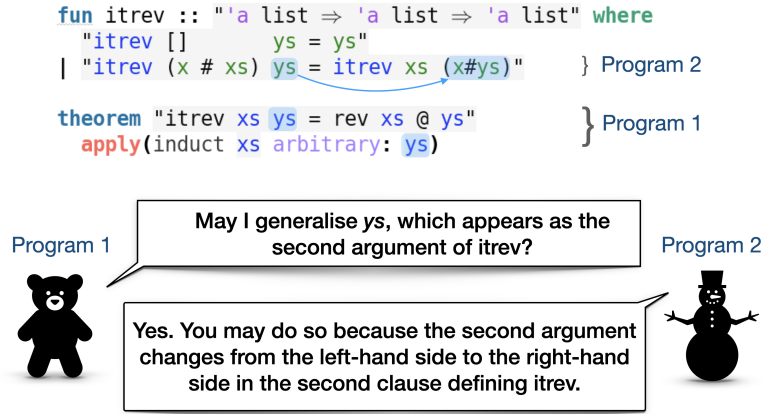 fun itrev :: "'a list ⇒ 'a list ⇒ 'a list" where
"itrev [] ys = ys"
| "itrev (x # xs) ys = itrev xs (x#ys)" } Program 2
theorem "itrev xs ys = rev xs @ ys"
apply(induct xs arbitrary: ys)
} Program 1
Program 1
May I generalise ys, which appears as the
second argument of itrev?
Program 2
Yes. You may do so because the second argument
changes from the left-hand side to the right-hand
side in the second clause defining itrev.